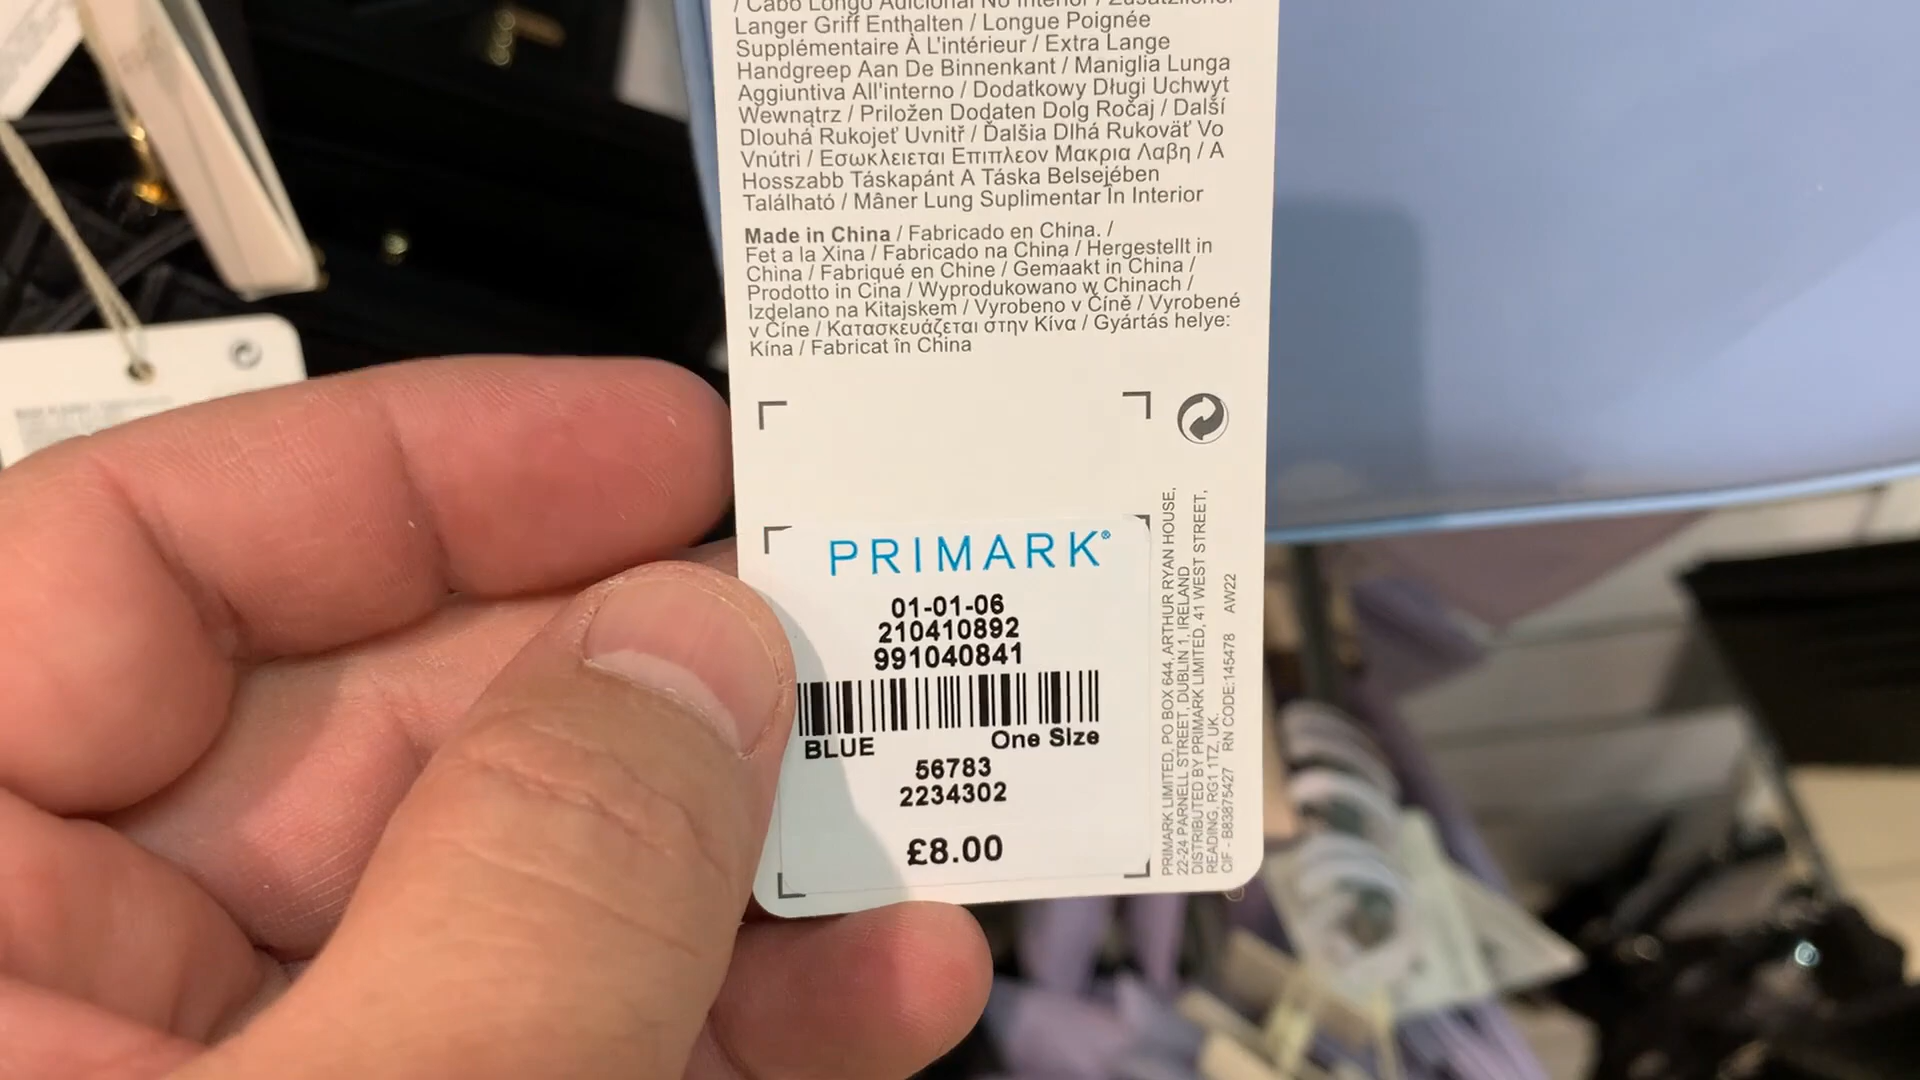 / Cabo Longo Adicional No Interior / Zusätzlicher
Langer Griff Enthalten / Longue Poignée
Supplémentaire À L'intérieur / Extra Lange
Handgreep Aan De Binnenkant / Maniglia Lunga
Aggiuntiva All'interno / Dodatkowy Długi Uchwyt
Wewnątrz / Priložen Dodaten Dolg Ročaj / Další
Dlouhá Rukojeť Uvnitř / Ďalšia Dlhá Rukoväť Vo
Vnútri / Εσωκλειεται Επιπλεον Μακρια Λαβη / A
Hosszabb Táskapánt A Táska Belsejében
Található / Mâner Lung Suplimentar În Interior
Made in China / Fabricado en China. /
Fet a la Xina / Fabricado na China / Hergestellt in
China / Fabriqué en Chine / Gemaakt in China /
Prodotto in Cina / Wyprodukowano w Chinach /
Izdelano na Kitajskem / Vyrobeno v Číně / Vyrobené
v Číne / Κατασκευάζεται στην Κίνα / Gyártás helye:
Kína / Fabricat în China
PRIMARK®
01-01-06
210410892
991040841
BLUE One Size
56783
2234302
£8.00
PRIMARK LIMITED, PO BOX 644, ARTHUR RYAN HOUSE,
22-24 PARNELL STREET, DUBLIN 1, IRELAND
DISTRIBUTED BY PRIMARK LIMITED, 41 WEST STREET,
READING, RG1 1TZ, UK.
CIF - B83875427 RN CODE:145478 AW22